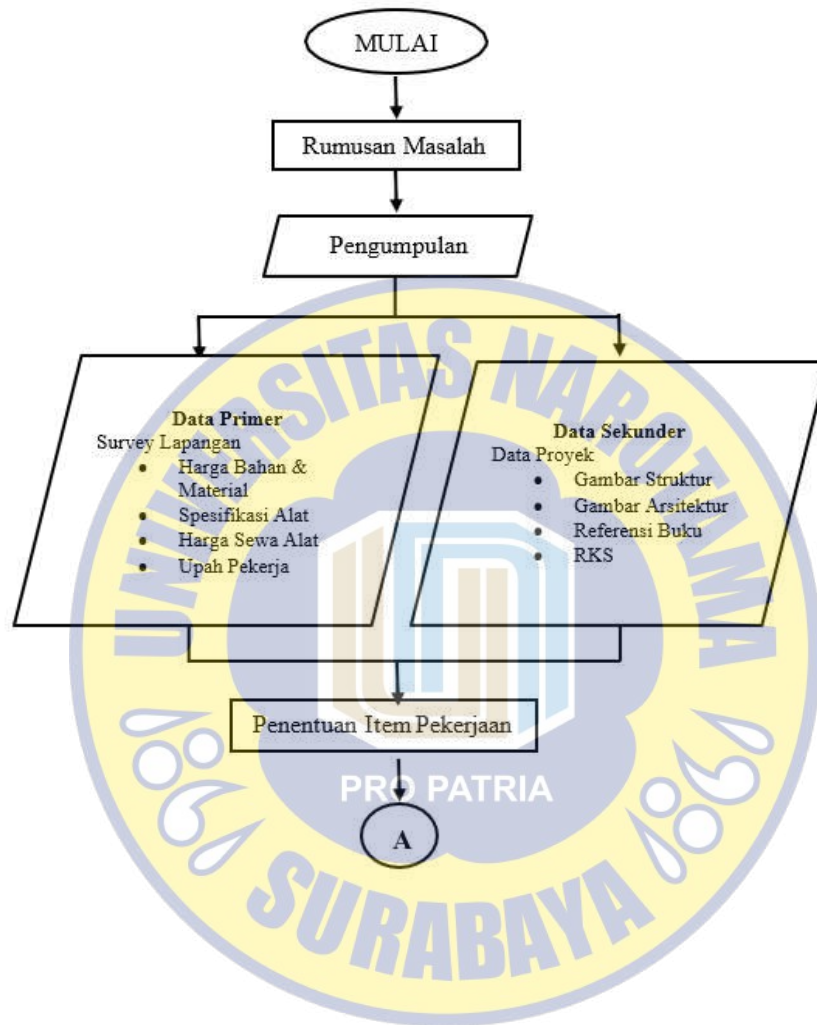 MULAI
Rumusan Masalah
Pengumpulan
Data Primer
Survey Lapangan
• Harga Bahan &
Material
• Spesifikasi Alat
• Harga Sewa Alat
• Upah Pekerja
Data Sekunder
Data Proyek
• Gambar Struktur
• Gambar Arsitektur
• Referensi Buku
• RKS
Penentuan Item Pekerjaan
A
UNIVERSITAS NAROTAMA
PRO PATRIA
SURABAYA